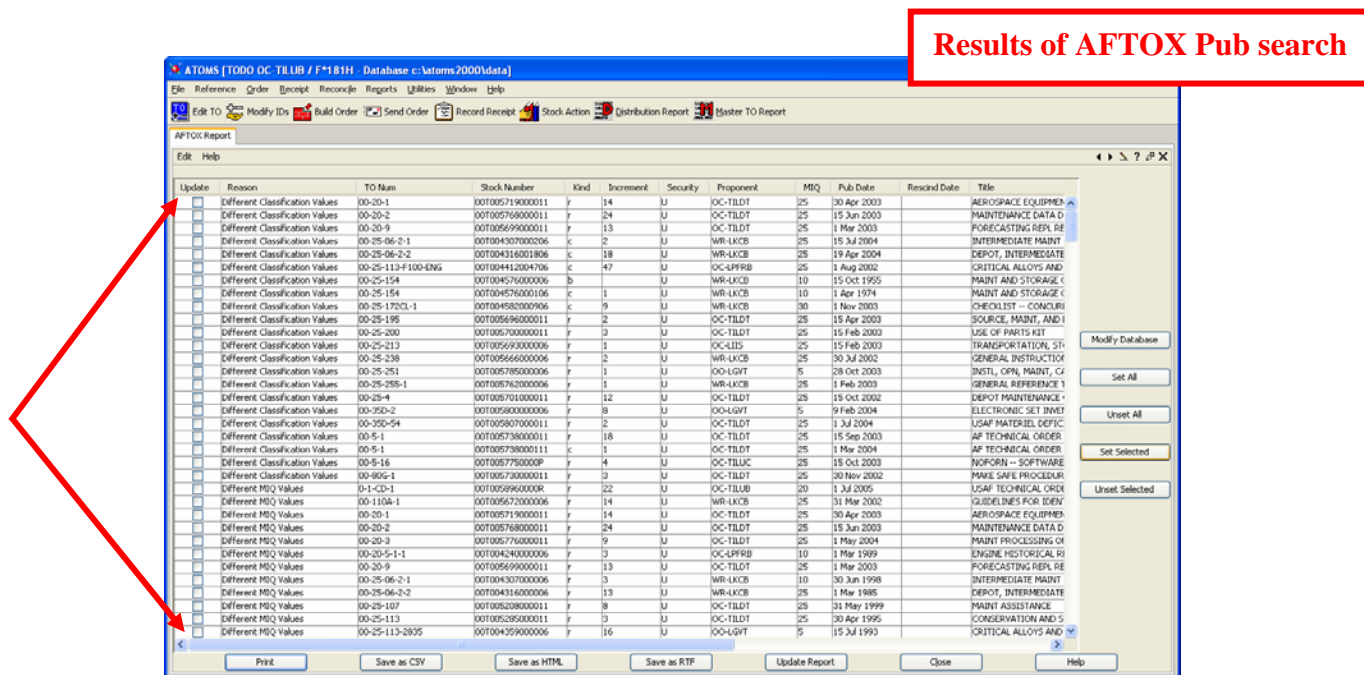 Results of AFTOX Pub search
ATOMS [TODO OC-TILUB / F*181H - Database c:\atoms2000\data]
File Reference Order Receipt Reconcile Reports Utilities Window Help
Edit TO Modify IDs Build Order Send Order Record Receipt Stock Action Distribution Report Master TO Report
AFTOX Report
Edit Help
Update Reason TO Num Stock Number Kind Increment Security Proponent MIQ Pub Date Rescind Date Title
Different Classification Values 00-20-1 00T005719000011 r 14 U OC-TILDT 25 30 Apr 2003 AEROSPACE EQUIPMEN
Different Classification Values 00-20-2 00T005768000011 r 24 U OC-TILDT 25 15 Jun 2003 MAINTENANCE DATA D
Different Classification Values 00-20-9 00T005699000011 r 13 U OC-TILDT 25 1 Mar 2003 FORECASTING REPL RE
Different Classification Values 00-25-06-2-1 00T004307000206 c 2 U WR-LKCB 25 15 Jul 2004 INTERMEDIATE MAINT
Different Classification Values 00-25-06-2-2 00T004316001806 c 18 U WR-LKCB 25 19 Apr 2004 DEPOT, INTERMEDIATE
Different Classification Values 00-25-113-F100-ENG 00T004412004706 c 47 U OC-LPFRB 25 1 Aug 2002 CRITICAL ALLOYS AND
Different Classification Values 00-25-154 00T004576000006 b U WR-LKCB 10 15 Oct 1955 MAINT AND STORAGE
Different Classification Values 00-25-154 00T004576000106 c 1 U WR-LKCB 10 1 Apr 1974 MAINT AND STORAGE
Different Classification Values 00-25-172CL-1 00T004582000906 c 9 U WR-LKCB 30 1 Nov 2003 CHECKLIST -- CONCURR
Different Classification Values 00-25-195 00T005696000011 r 2 U OC-TILDT 25 15 Apr 2003 SOURCE, MAINT, AND
Different Classification Values 00-25-200 00T005700000011 r 3 U OC-TILDT 25 15 Feb 2003 USE OF PARTS KIT
Different Classification Values 00-25-213 00T005693000006 r 1 U OC-LIIS 25 15 Feb 2003 TRANSPORTATION, ST
Different Classification Values 00-25-238 00T005666000006 r 2 U WR-LKCB 25 30 Jul 2002 GENERAL INSTRUCTION
Different Classification Values 00-25-251 00T005785000006 r 1 U OO-LGVT 5 28 Oct 2003 INSTL, OPN, MAINT, CA
Different Classification Values 00-25-255-1 00T005762000006 r 1 U WR-LKCB 25 1 Feb 2003 GENERAL REFERENCE
Different Classification Values 00-25-4 00T005701000011 r 12 U OC-TILDT 25 15 Oct 2002 DEPOT MAINTENANCE
Different Classification Values 00-35D-2 00T005800000006 r 8 U OO-LGVT 5 9 Feb 2004 ELECTRONIC SET INVEN
Different Classification Values 00-35D-54 00T005807000011 r 2 U OC-TILDT 25 1 Jul 2004 USAF MATERIEL DEFIC
Different Classification Values 00-5-1 00T005738000011 r 18 U OC-TILDT 25 15 Sep 2003 AF TECHNICAL ORDER
Different Classification Values 00-5-1 00T005738000111 c 1 U OC-TILDT 25 1 Mar 2004 AF TECHNICAL ORDER
Different Classification Values 00-5-16 00T0057750000P r 4 U OC-TILUC 25 15 Oct 2003 NOFORN -- SOFTWARE
Different Classification Values 00-80G-1 00T005730000011 r 3 U OC-TILDT 25 30 Nov 2002 MAKE SAFE PROCEDUR
Different MIQ Values 0-1-CD-1 00T0058960000R r 22 U OC-TILUB 20 1 Jul 2005 USAF TECHNICAL ORDE
Different MIQ Values 00-110A-1 00T005672000006 r 14 U WR-LKCB 25 31 Mar 2002 GUIDELINES FOR IDENT
Different MIQ Values 00-20-1 00T005719000011 r 14 U OC-TILDT 25 30 Apr 2003 AEROSPACE EQUIPMEN
Different MIQ Values 00-20-2 00T005768000011 r 24 U OC-TILDT 25 15 Jun 2003 MAINTENANCE DATA D
Different MIQ Values 00-20-3 00T005776000011 r 9 U OC-TILDT 25 1 May 2004 MAINT PROCESSING OF
Different MIQ Values 00-20-5-1-1 00T004240000006 r 3 U OC-LPFRB 10 1 Mar 1989 ENGINE HISTORICAL RE
Different MIQ Values 00-20-9 00T005699000011 r 13 U OC-TILDT 25 1 Mar 2003 FORECASTING REPL RE
Different MIQ Values 00-25-06-2-1 00T004307000006 r 3 U WR-LKCB 10 30 Jun 1998 INTERMEDIATE MAINT
Different MIQ Values 00-25-06-2-2 00T004316000006 r 13 U WR-LKCB 25 1 Mar 1985 DEPOT, INTERMEDIATE
Different MIQ Values 00-25-107 00T005208000011 r 8 U OC-TILDT 25 31 May 1999 MAINT ASSISTANCE
Different MIQ Values 00-25-113 00T005285000011 r 3 U OC-TILDT 25 30 Apr 1995 CONSERVATION AND S
Different MIQ Values 00-25-113-2835 00T004359000006 r 16 U OO-LGVT 5 15 Jul 1993 CRITICAL ALLOYS AND
Modify Database
Set All
Unset All
Set Selected
Unset Selected
Print Save as CSV Save as HTML Save as RTF Update Report Close Help